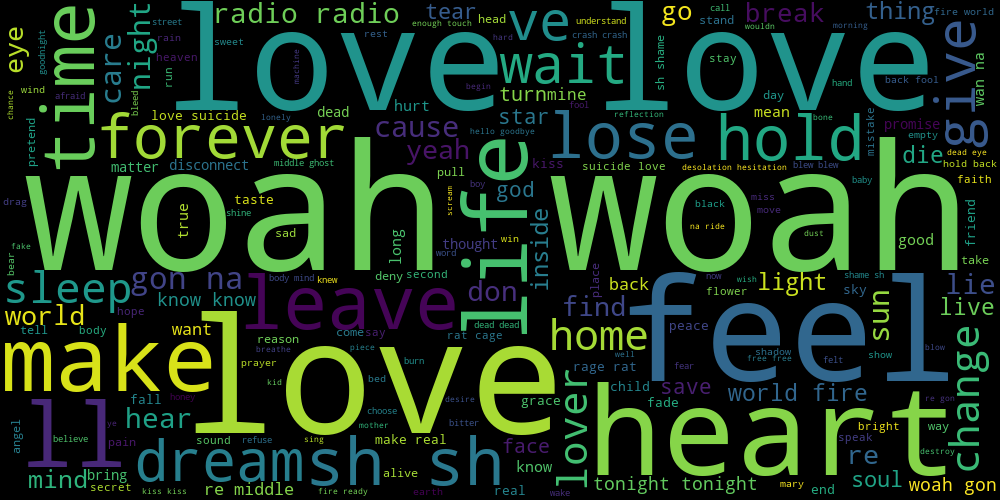 radio radio
tear
head
enough touch
understand
go
call
stand
break
thing
fire world
street
rain
sweet
rest
hard
crash crash
wouldn
morning
eye
goodnight
time
care
night
heaven
run
love
machine
ve
wait
sh shame
stay
love
hand
back fool
give
wan na
chance
wind
afraid
bleed
begin
turn
mine
fool
day
mean
mistake
promise
empty
pretend
love suicide
lonely
dead
hurt
star
reflection
bone
forever
cause
hello goodbye
lose
hold
dead eye
hold back
matter
disconnect
middle ghost
yeah
kiss
suicide love
desolation hesitation
blew blew
die
faith
woah
pull
life
boy
god
woah
baby
drag
true
taste
shine
scream
black
miss
move
friend
sad
long
thought
win
inside
na ride
dust
good
fake
bear
deny
second
word
take
sleep
gon na
body mind
knew
place
back
now
wish
light
shame sh
lie
hope
know know
leave
don
find
flower
sky
sun
live
world
tell
body
want
reason
come
say
dead dead
rat cage
home
peace
feel
show
blow
make
breathe
prayer
piece
burn
well
rage rat
shadow
free free
felt
fear
change
love
kid
bed
choose
desire
grace
lover
child
save
world fire
re gon
ll
fall
honey
mother
bitter
fade
heart
angel
ye
hear
sound
refuse
sing
make real
face
speak
bright
way
believe
pain
destroy
mind
bring
secret
dream
sh sh
alive
know
re
kiss kiss
re middle
fire ready
earth
real
wake
tonight tonight
mary
end
soul
woah gon